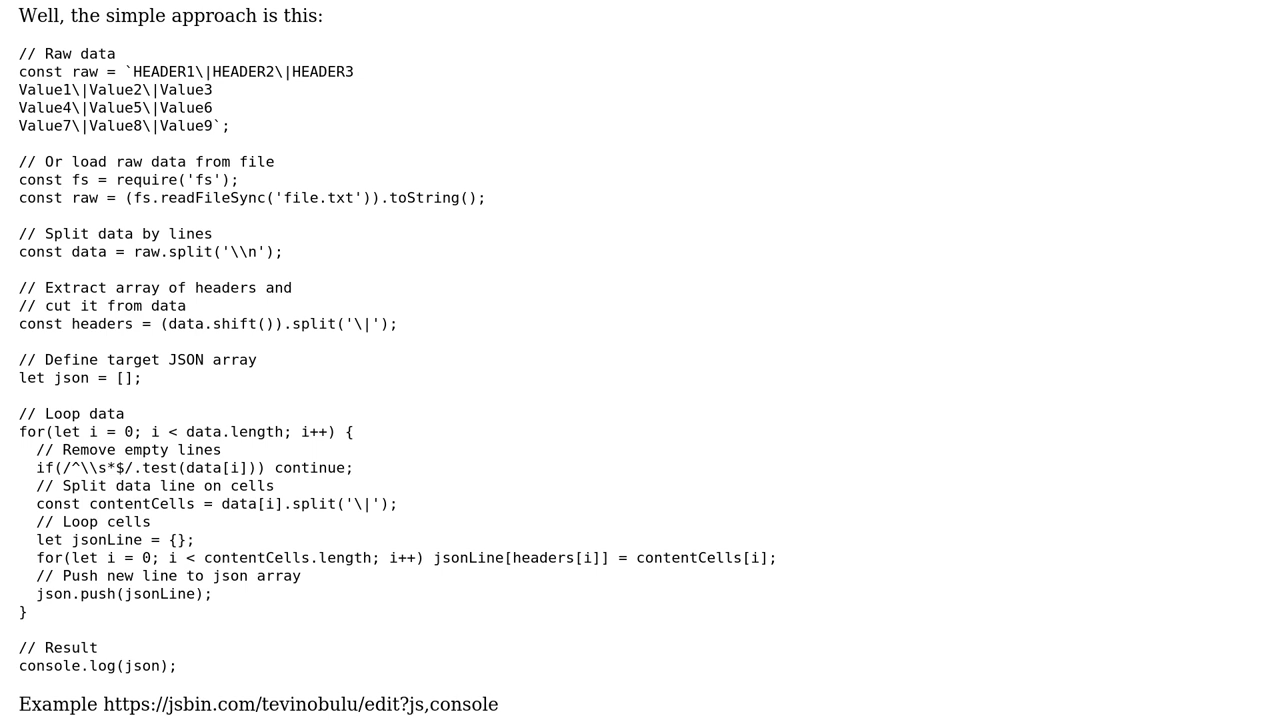 Well, the simple approach is this:
// Raw data
const raw = `HEADER1\|HEADER2\|HEADER3
Value1\|Value2\|Value3
Value4\|Value5\|Value6
Value7\|Value8\|Value9`;
// Or load raw data from file
const fs = require('fs');
const raw = (fs.readFileSync('file.txt')).toString();
// Split data by lines
const data = raw.split('\\n');
// Extract array of headers and
// cut it from data
const headers = (data.shift()).split('\|');
// Define target JSON array
let json = [];
// Loop data
for(let i = 0; i < data.length; i++) {
  // Remove empty lines
  if(/^\\s*$/.test(data[i])) continue;
  // Split data line on cells
  const contentCells = data[i].split('\|');
  // Loop cells
  let jsonLine = {};
  for(let i = 0; i < contentCells.length; i++) jsonLine[headers[i]] = contentCells[i];
  // Push new line to json array
  json.push(jsonLine);
}
// Result
console.log(json);
Example https://jsbin.com/tevinobulu/edit?js,console